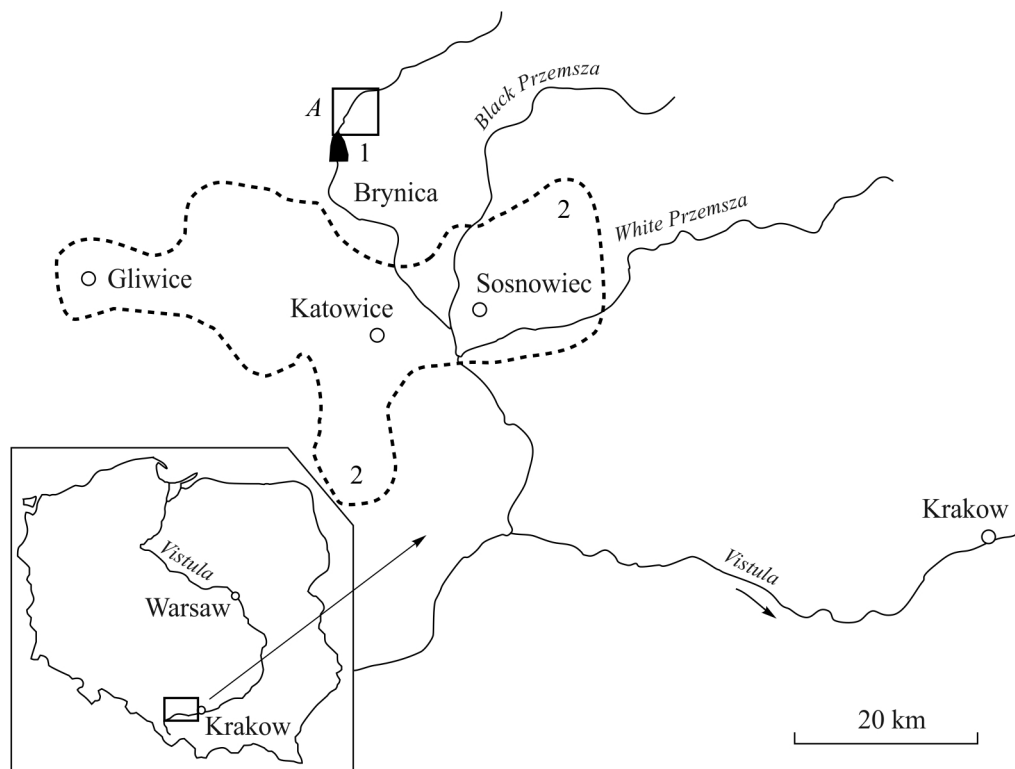 Black Przemsza
A
1
Brynica
2
White Przemsza
Gliwice
Sosnowiec
Katowice
2
Krakow
Vistula
Vistula
Warsaw
Krakow
20 km